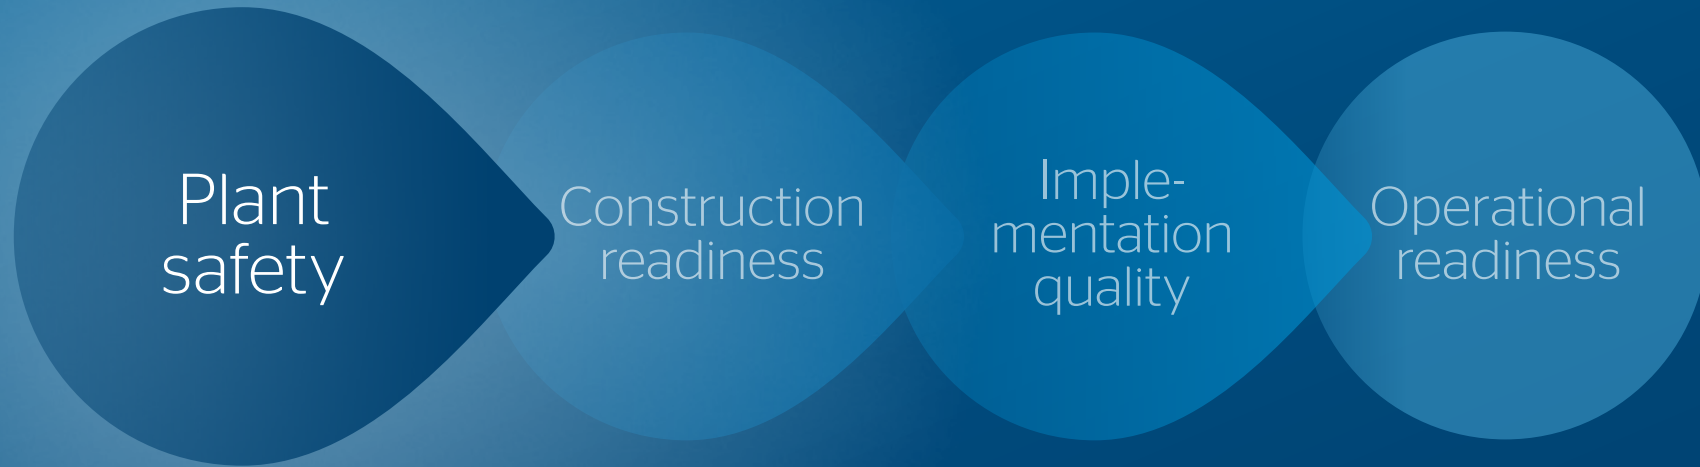 Plant
safety
Construction
readiness
Imple-
mentation
quality
Operational
readiness